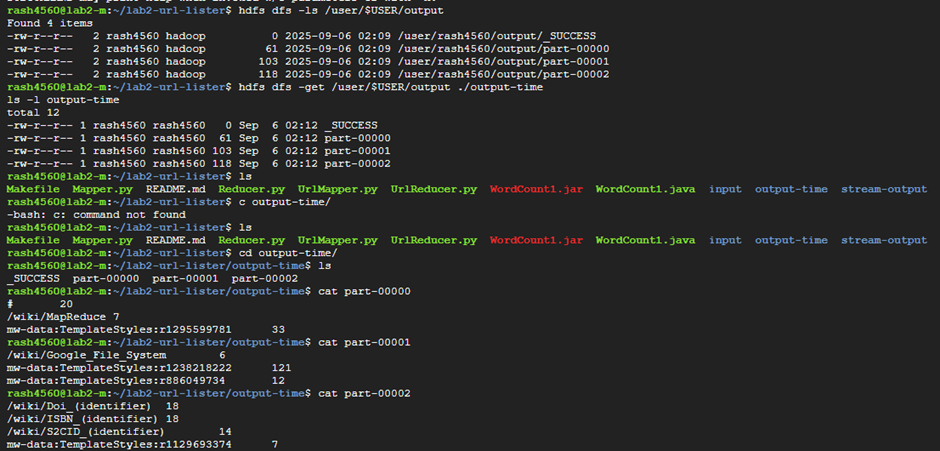 rash4560@lab2-m:~/lab2-url-lister$ hdfs dfs -ls /user/$USER/output
Found 4 items
-rw-r--r--   2 rash4560 hadoop          0 2025-09-06 02:09 /user/rash4560/output/_SUCCESS
-rw-r--r--   2 rash4560 hadoop         61 2025-09-06 02:09 /user/rash4560/output/part-00000
-rw-r--r--   2 rash4560 hadoop        103 2025-09-06 02:09 /user/rash4560/output/part-00001
-rw-r--r--   2 rash4560 hadoop        118 2025-09-06 02:09 /user/rash4560/output/part-00002
rash4560@lab2-m:~/lab2-url-lister$ hdfs dfs -get /user/$USER/output ./output-time
ls -l output-time
total 12
-rw-r--r-- 1 rash4560 rash4560   0 Sep  6 02:12 _SUCCESS
-rw-r--r-- 1 rash4560 rash4560  61 Sep  6 02:12 part-00000
-rw-r--r-- 1 rash4560 rash4560 103 Sep  6 02:12 part-00001
-rw-r--r-- 1 rash4560 rash4560 118 Sep  6 02:12 part-00002
rash4560@lab2-m:~/lab2-url-lister$ ls
Makefile  Mapper.py  README.md  Reducer.py  UrlMapper.py  UrlReducer.py  WordCount1.jar  WordCount1.java  input  output-time  stream-output
rash4560@lab2-m:~/lab2-url-lister$ c output-time/
-bash: c: command not found
rash4560@lab2-m:~/lab2-url-lister$ ls
Makefile  Mapper.py  README.md  Reducer.py  UrlMapper.py  UrlReducer.py  WordCount1.jar  WordCount1.java  input  output-time  stream-output
rash4560@lab2-m:~/lab2-url-lister$ cd output-time/
rash4560@lab2-m:~/lab2-url-lister/output-time$ ls
_SUCCESS  part-00000  part-00001  part-00002
rash4560@lab2-m:~/lab2-url-lister/output-time$ cat part-00000
#       20
/wiki/MapReduce 7
mw-data:TemplateStyles:r1295599781      33
rash4560@lab2-m:~/lab2-url-lister/output-time$ cat part-00001
/wiki/Google_File_System        6
mw-data:TemplateStyles:r1238218222      121
mw-data:TemplateStyles:r886049734       12
rash4560@lab2-m:~/lab2-url-lister/output-time$ cat part-00002
/wiki/Doi_(identifier)  18
/wiki/ISBN_(identifier) 18
/wiki/S2CID_(identifier)        14
mw-data:TemplateStyles:r1129693374      7